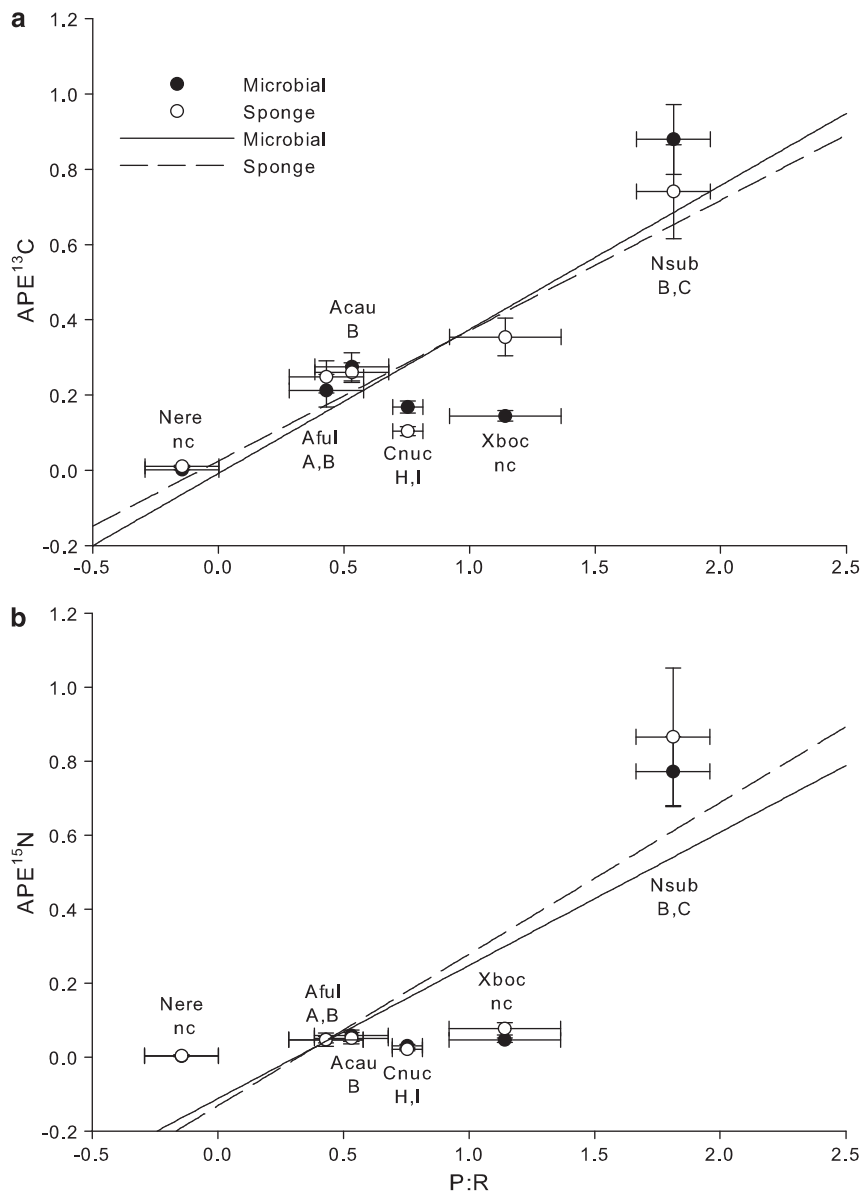 a
1.2
1.0
0.8
0.6
0.4
0.2
0.0
-0.2
APE¹³C
Microbial
Sponge
Microbial
Sponge
Nere
nc
Aful
A,B
Acau
B
Cnuc
H,I
Xboc
nc
Nsub
B,C
-0.5 0.0 0.5 1.0 1.5 2.0 2.5
b
1.2
1.0
0.8
0.6
0.4
0.2
0.0
-0.2
APE¹⁵N
Nere
nc
Aful
A,B
Acau
B
Cnuc
H,I
Xboc
nc
Nsub
B,C
-0.5 0.0 0.5 1.0 1.5 2.0 2.5
P:R